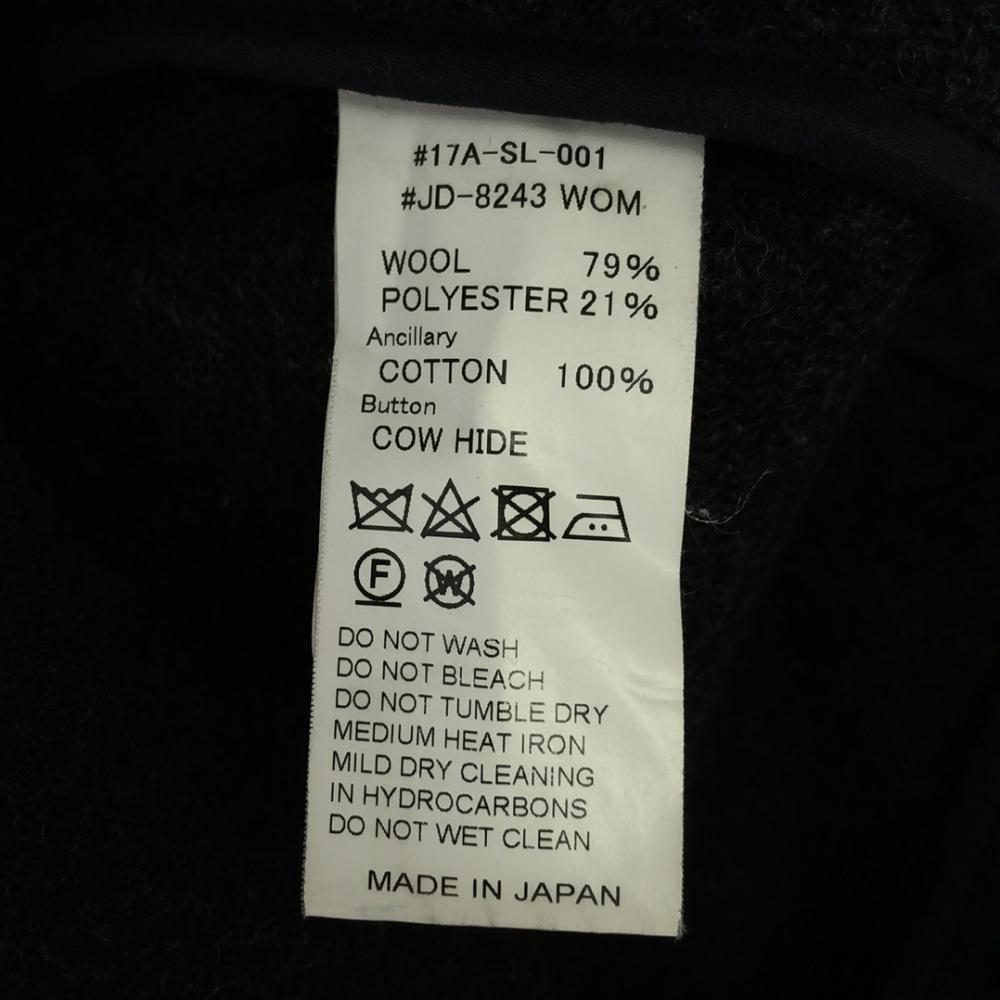 #17A-SL-001
#JD-8243 WOM
WOOL 79%
POLYESTER 21%
Ancillary
COTTON 100%
Button
COW HIDE
F W
DO NOT WASH
DO NOT BLEACH
DO NOT TUMBLE DRY
MEDIUM HEAT IRON
MILD DRY CLEANING
IN HYDROCARBONS
DO NOT WET CLEAN
MADE IN JAPAN